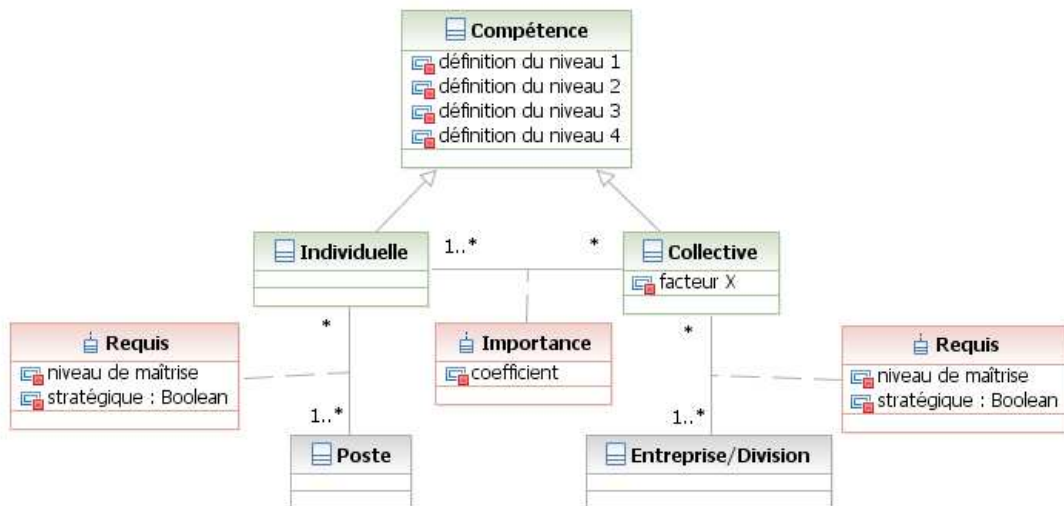 Compétence
définition du niveau 1
définition du niveau 2
définition du niveau 3
définition du niveau 4
Individuelle
1..*
*
Collective
facteur X
*
*
Requis
niveau de maîtrise
stratégique : Boolean
Importance
coefficient
Requis
niveau de maîtrise
stratégique : Boolean
1..*
1..*
Poste
Entreprise/Division